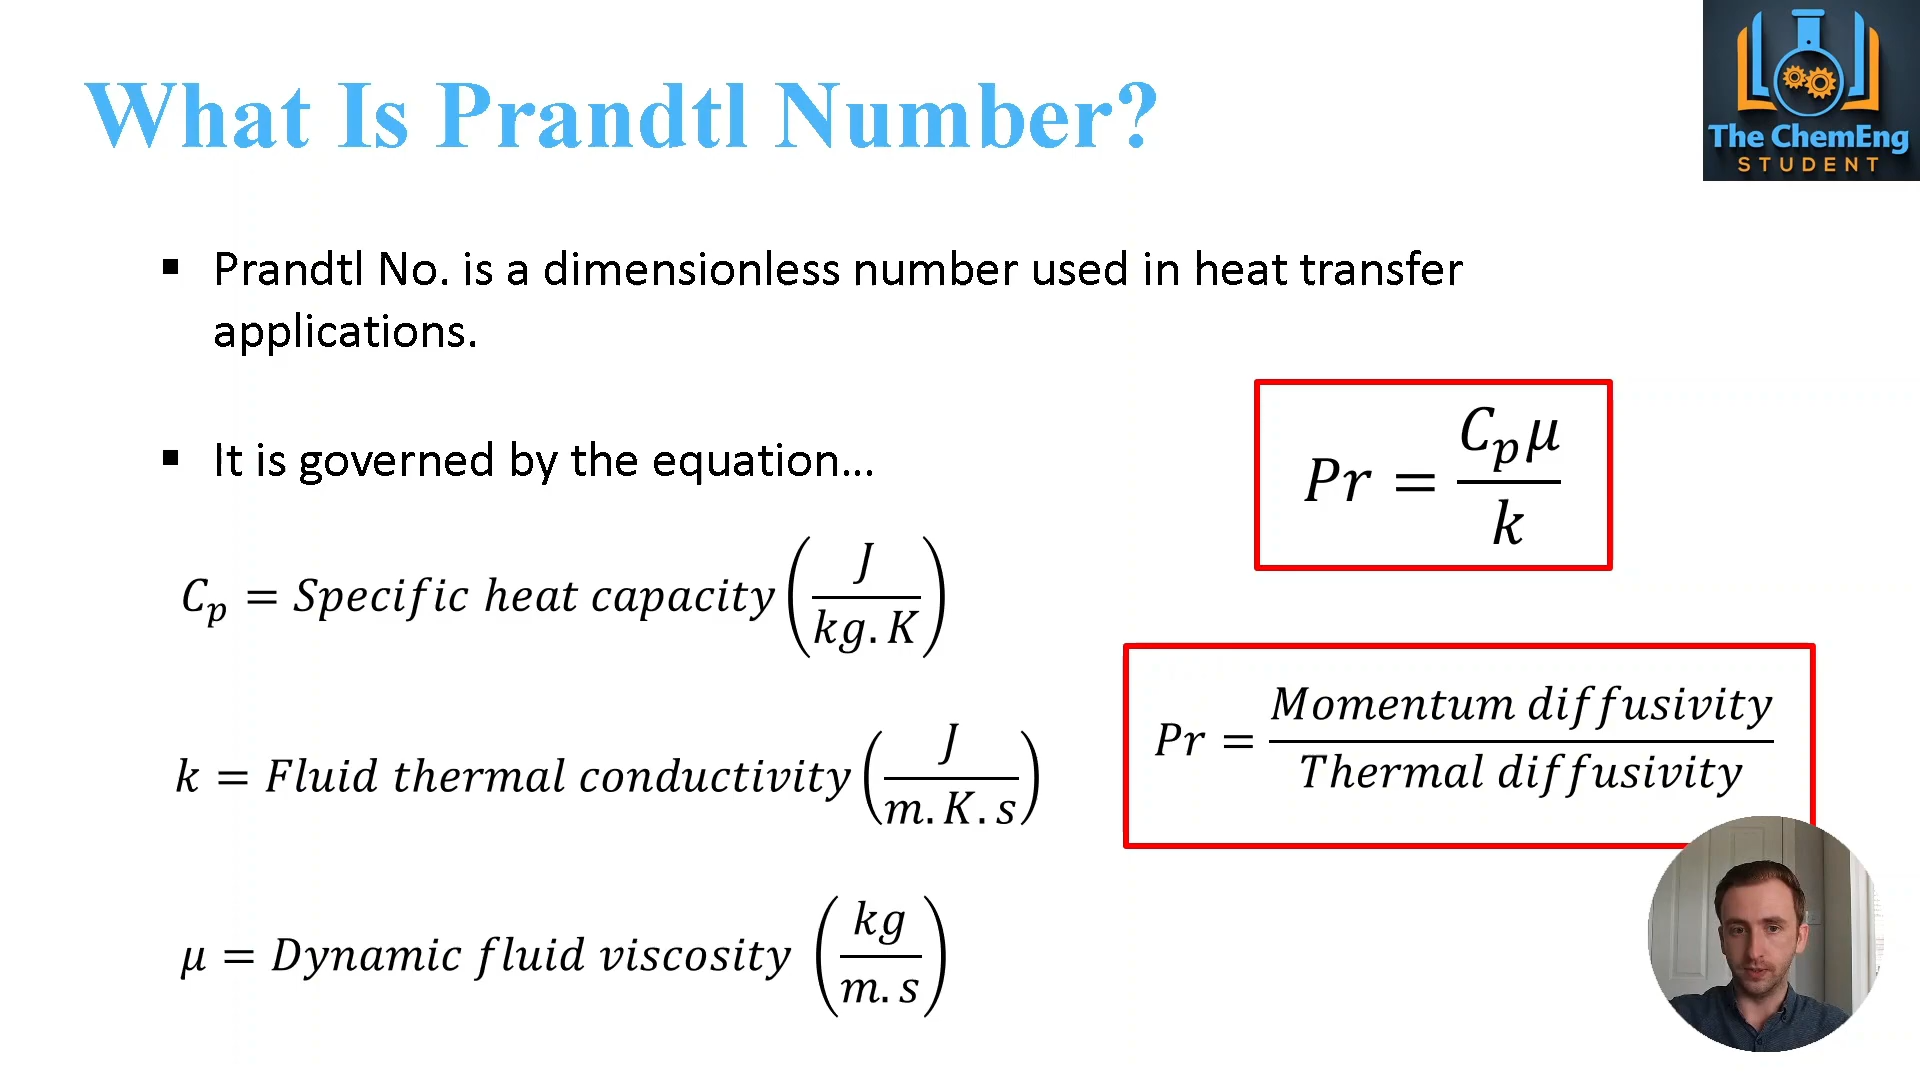 What Is Prandtl Number?
The ChemEng
STUDENT
▪ Prandtl No. is a dimensionless number used in heat transfer
applications.
▪ It is governed by the equation...
Pr = C_p μ / k
C_p = Specific heat capacity (J / kg.K)
k = Fluid thermal conductivity (J / m.K.s)
Pr = Momentum diffusivity / Thermal diffusivity
μ = Dynamic fluid viscosity (kg / m.s)